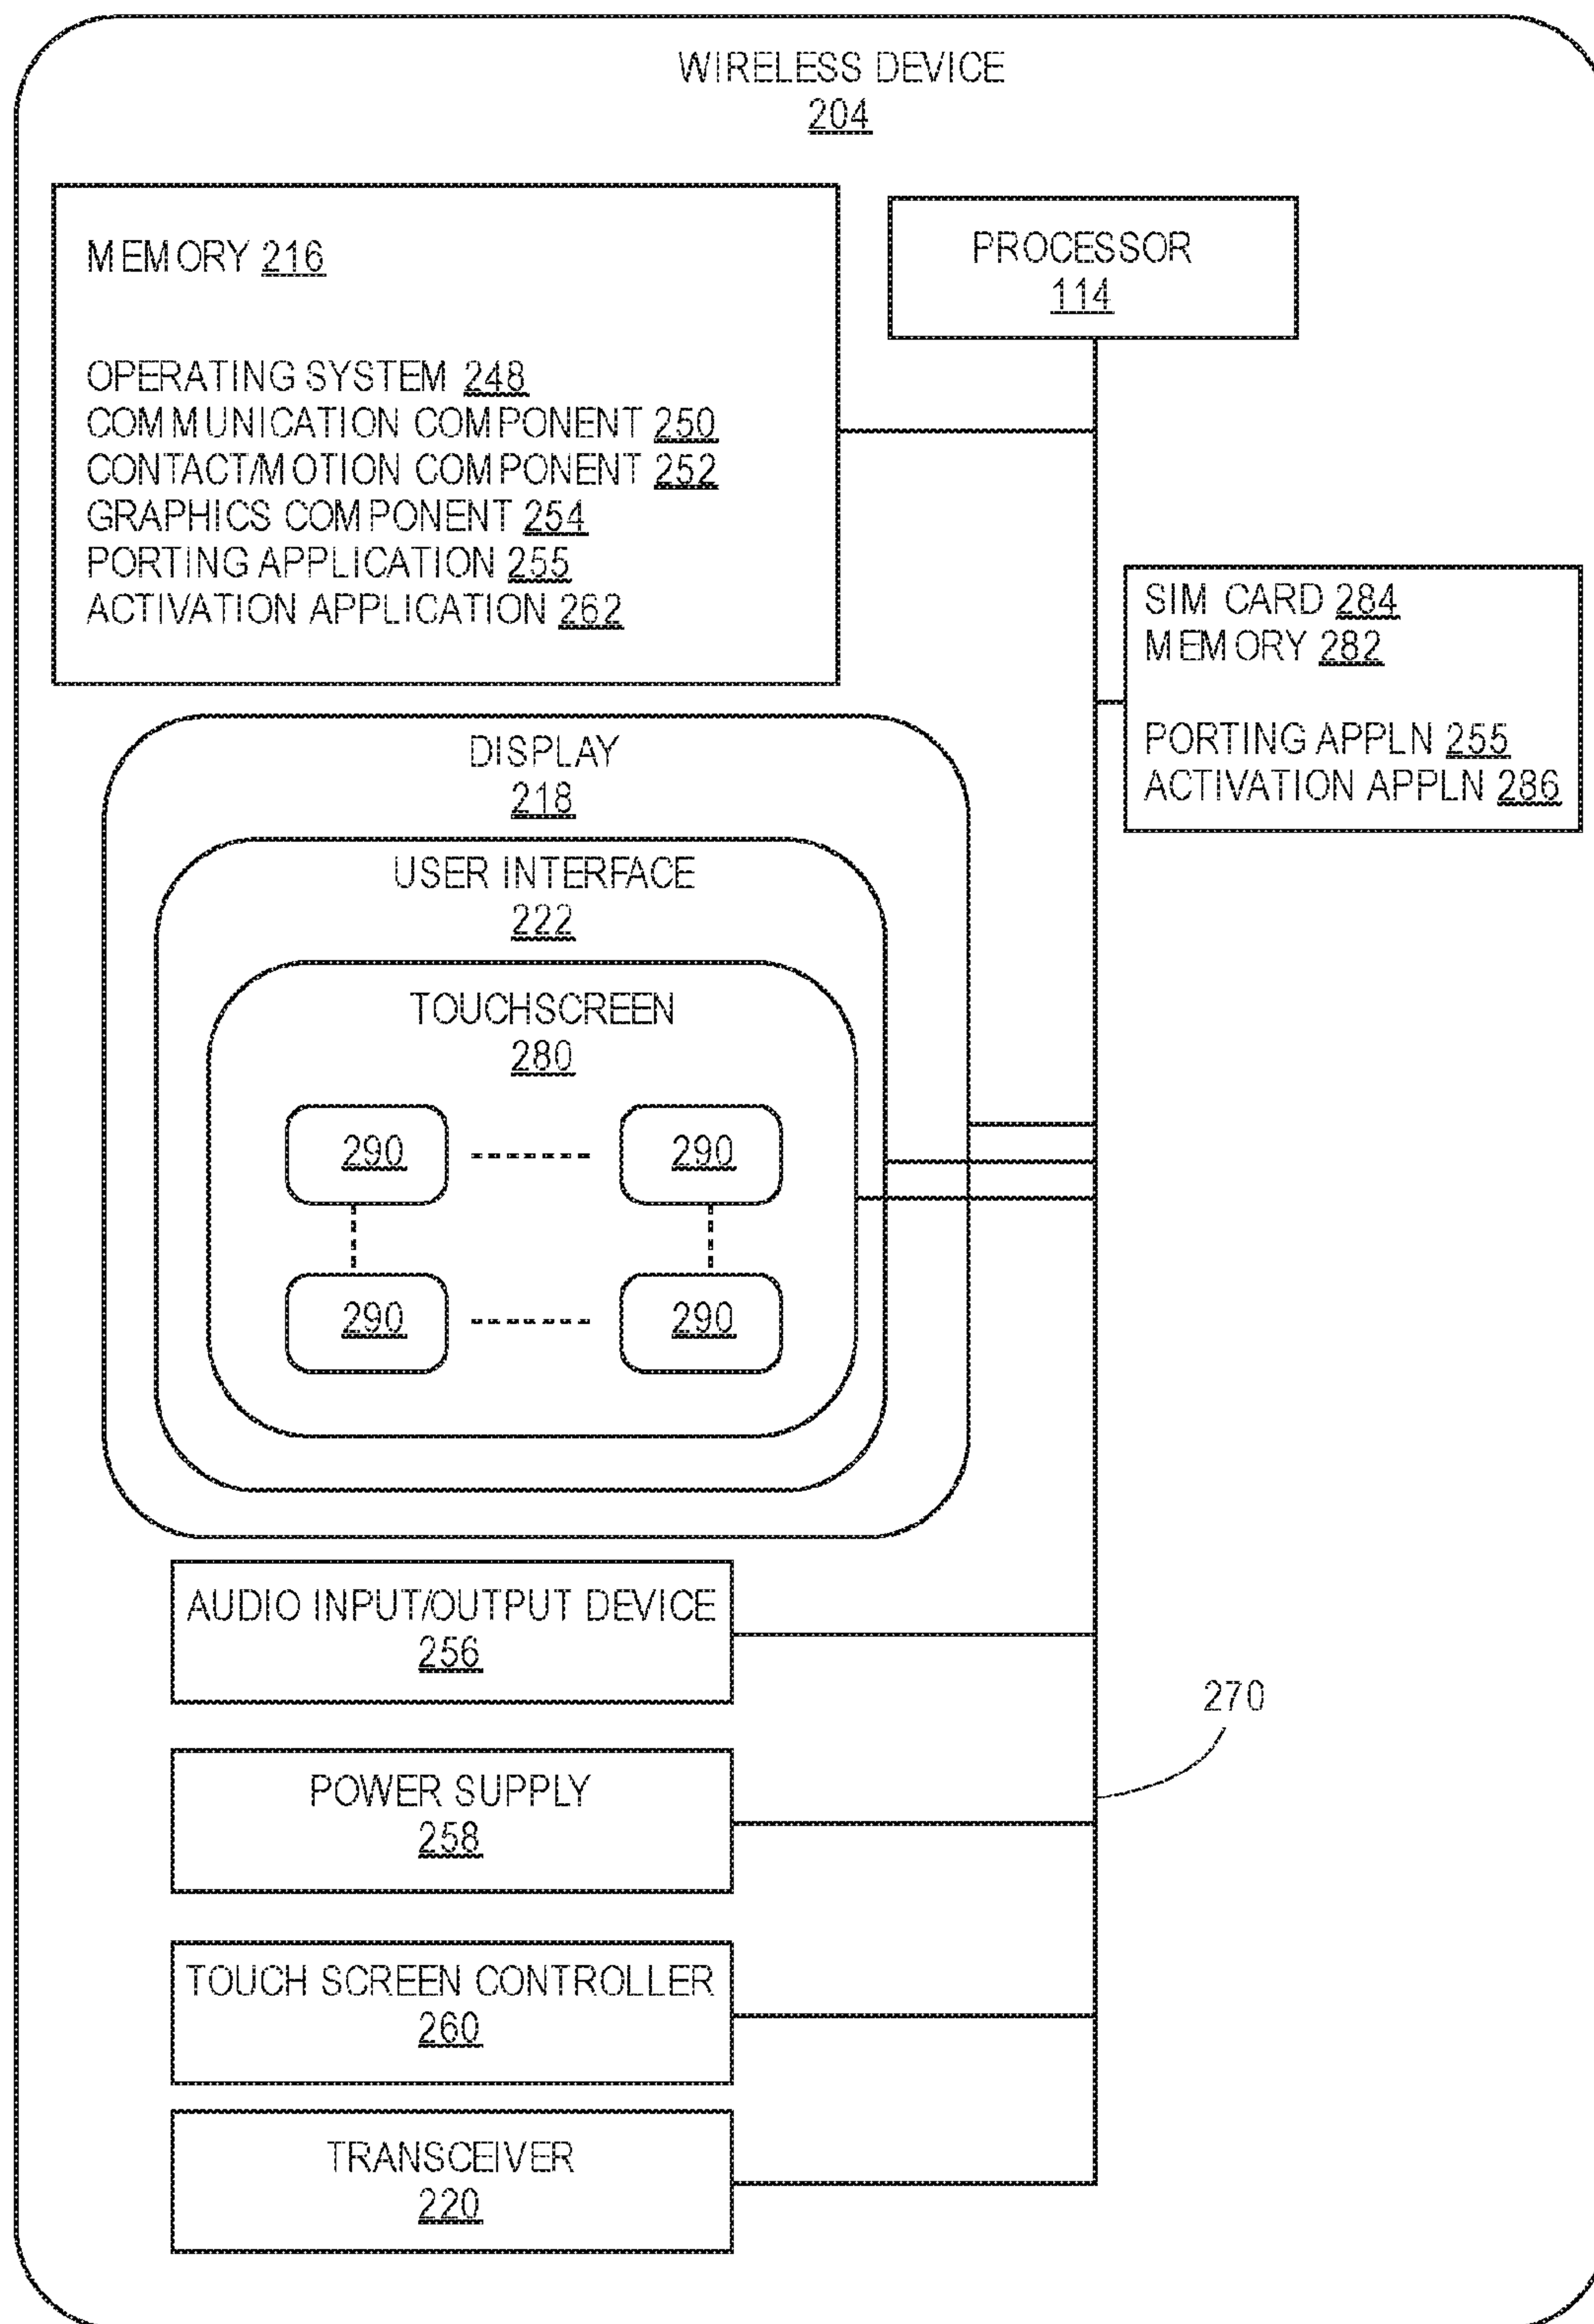 WIRELESS DEVICE
204
MEMORY 216
OPERATING SYSTEM 248
COMMUNICATION COMPONENT 250
CONTACT/MOTION COMPONENT 252
GRAPHICS COMPONENT 254
PORTING APPLICATION 255
ACTIVATION APPLICATION 262
PROCESSOR
114
SIM CARD 284
MEMORY 282
PORTING APPLN 255
ACTIVATION APPLN 286
DISPLAY
218
USER INTERFACE
222
TOUCHSCREEN
280
290 290
290 290
AUDIO INPUT/OUTPUT DEVICE
256
270
POWER SUPPLY
258
TOUCH SCREEN CONTROLLER
260
TRANSCEIVER
220